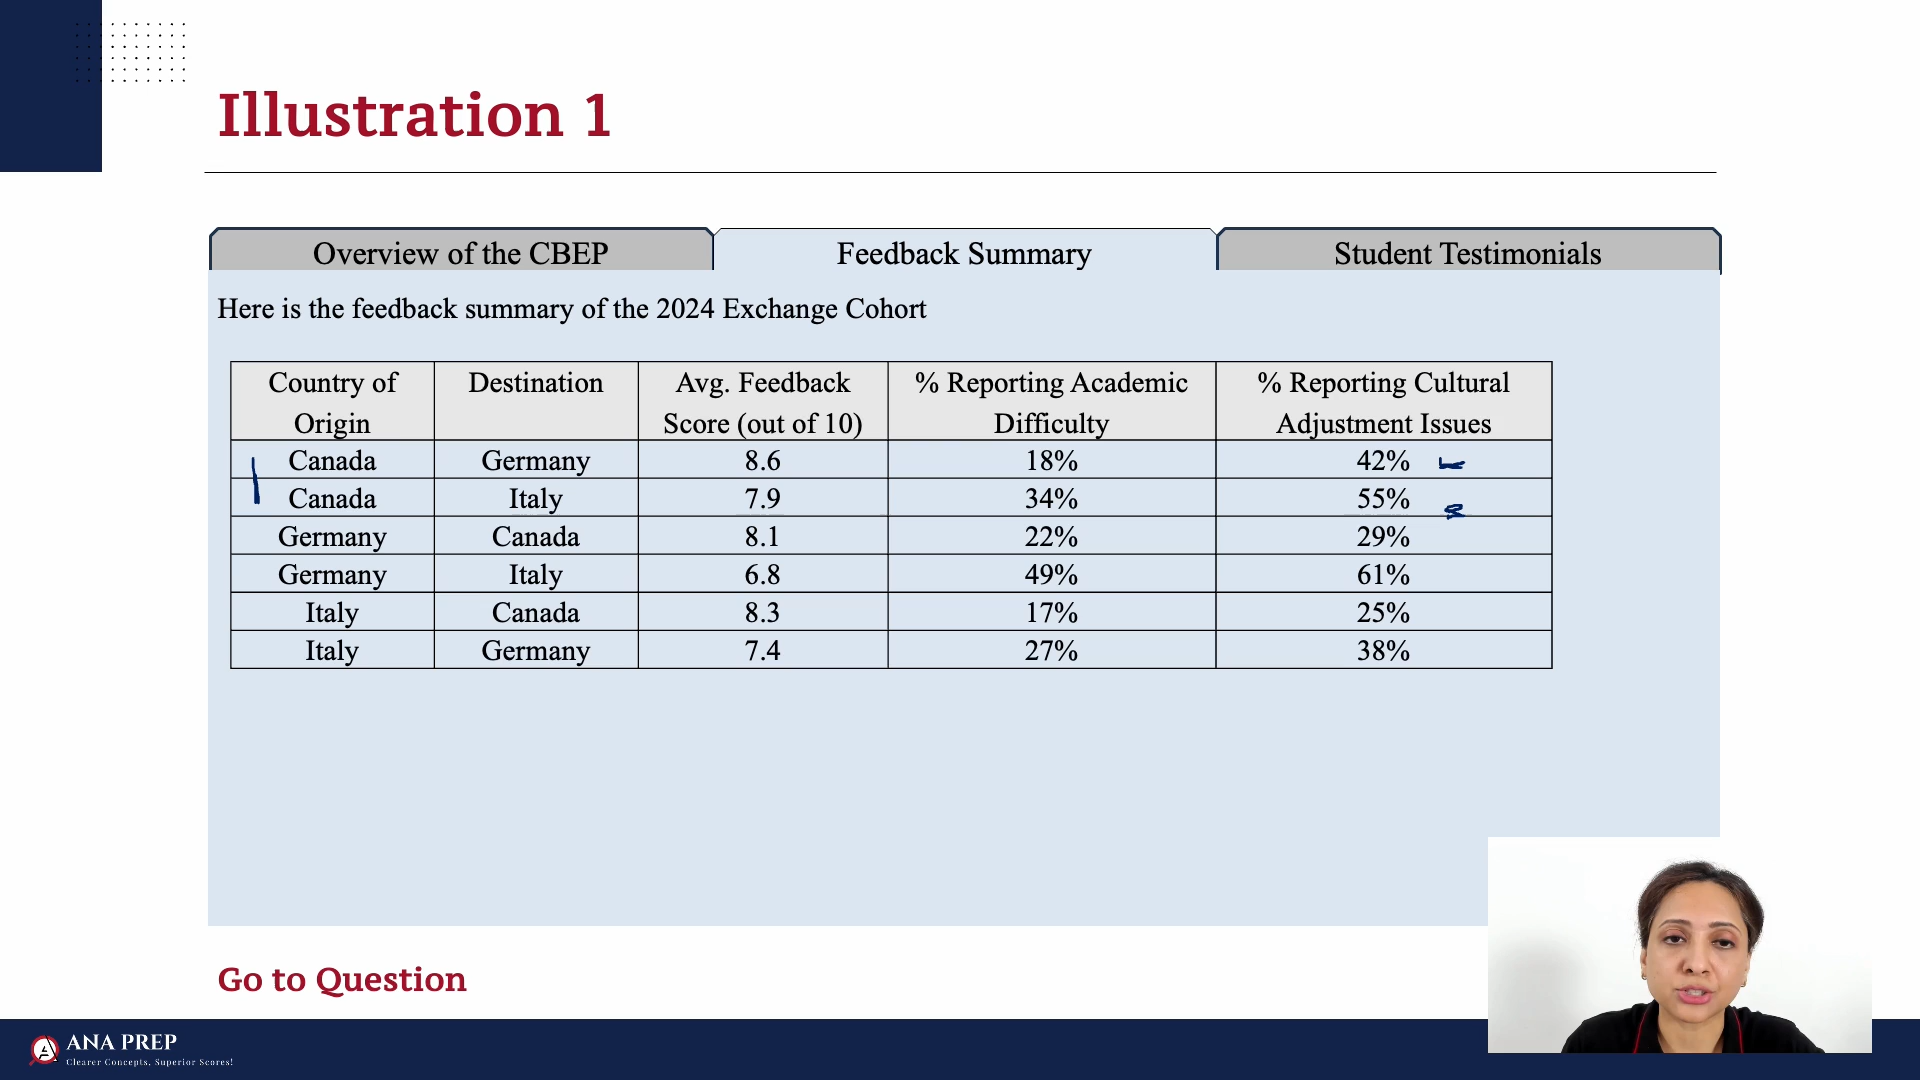 Illustration 1
Overview of the CBEP
Feedback Summary
Student Testimonials
Here is the feedback summary of the 2024 Exchange Cohort
Country of Origin Destination Avg. Feedback Score (out of 10) % Reporting Academic Difficulty % Reporting Cultural Adjustment Issues
Canada Germany 8.6 18% 42%
Canada Italy 7.9 34% 55%
Germany Canada 8.1 22% 29%
Germany Italy 6.8 49% 61%
Italy Canada 8.3 17% 25%
Italy Germany 7.4 27% 38%
Go to Question
ANA PREP
Clearer Concepts, Superior Scores!